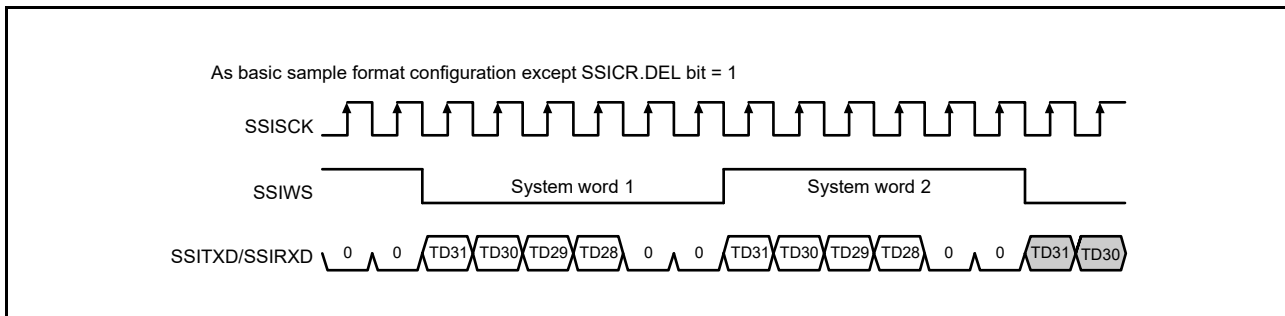 As basic sample format configuration except SSICR.DEL bit = 1
SSISCK
SSIWS System word 1 System word 2
SSITXD/SSIRXD 0 0 TD31 TD30 TD29 TD28 0 0 TD31 TD30 TD29 TD28 0 0 TD31 TD30